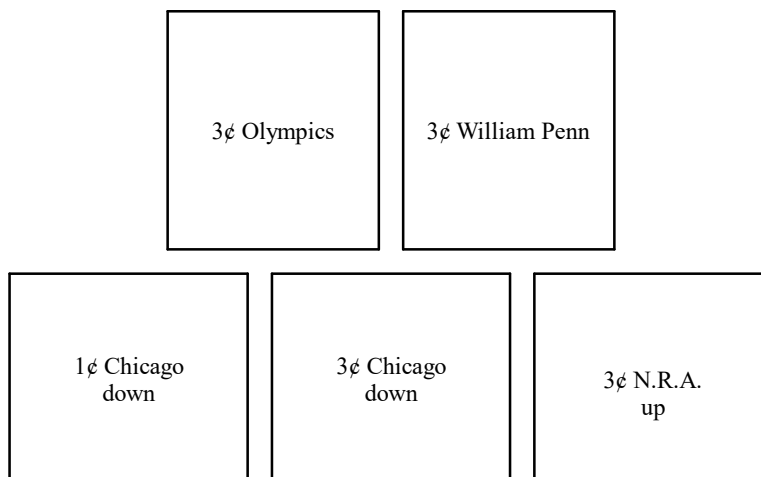 3¢ Olympics
3¢ William Penn
1¢ Chicago
down
3¢ Chicago
down
3¢ N.R.A.
up